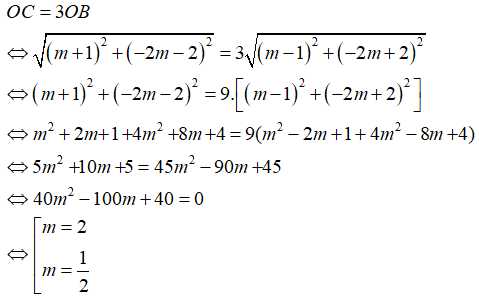 OC = 3OB
⇔ √((m+1)² + (−2m−2)²) = 3√((m−1)² + (−2m+2)²)
⇔ (m+1)² + (−2m−2)² = 9.[(m−1)² + (−2m+2)²]
⇔ m² + 2m+1+4m² +8m+4 = 9(m² −2m+1+4m² −8m+4)
⇔ 5m² +10m+5 = 45m² −90m+45
⇔ 40m² −100m+40 = 0
⇔ [ m = 2
m = 1/2